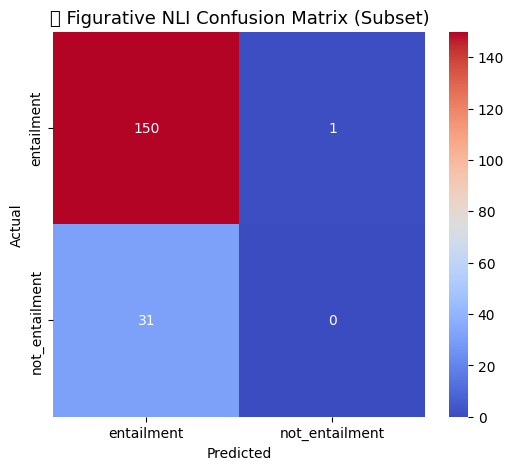 Figurative NLI Confusion Matrix (Subset)
Actual
entailment
not_entailment
150
1
31
0
entailment
not_entailment
Predicted
140
120
100
80
60
40
20
0